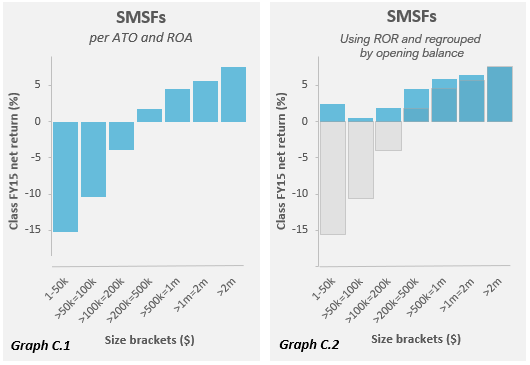 SMSFs
per ATO and ROA
Class FY15 net return (%)
5
0
-5
-10
-15
1-50k
>50k=100k
>100k=200k
>200k=500k
>500k=1m
>1m=2m
>2m
Size brackets ($)
Graph C.1
SMSFs
Using ROR and regrouped
by opening balance
Class FY15 net return (%)
5
0
-5
-10
-15
1-50k
>50k=100k
>100k=200k
>200k=500k
>500k=1m
>1m=2m
>2m
Size brackets ($)
Graph C.2